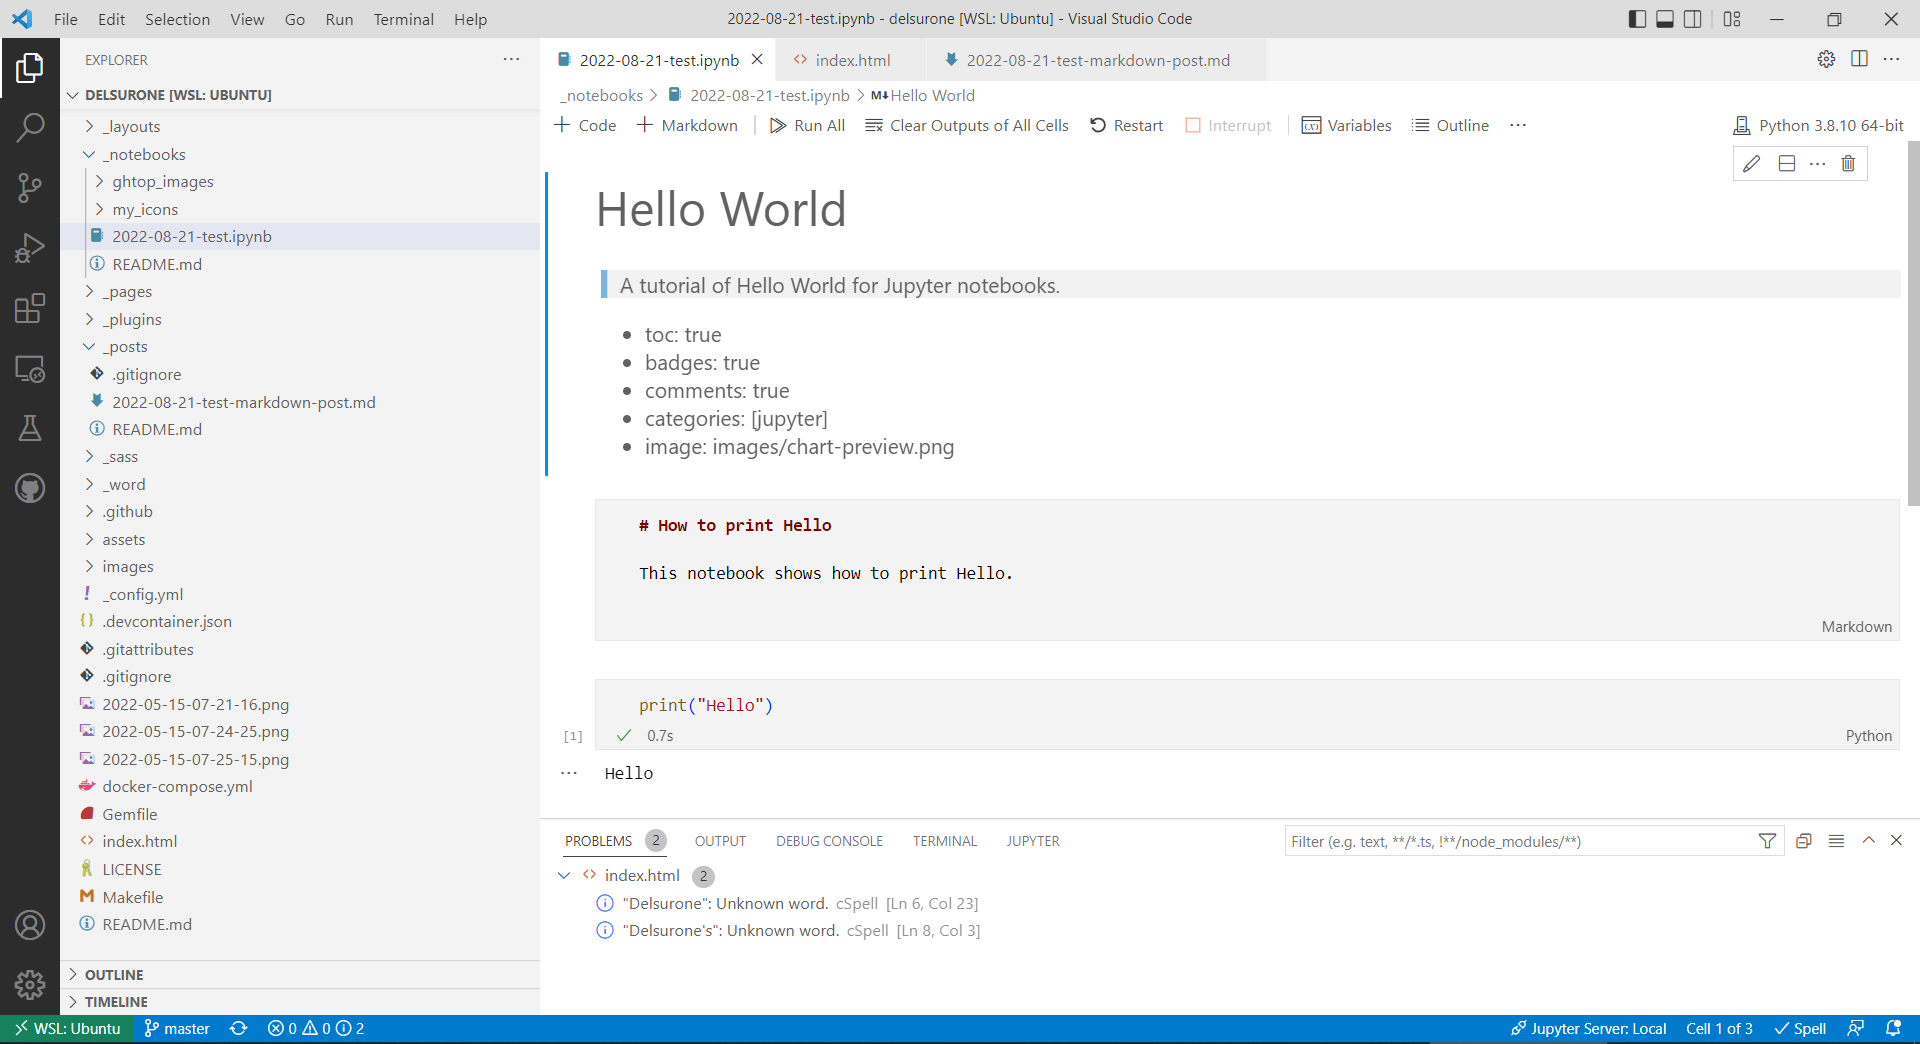 File Edit Selection View Go Run Terminal Help 2022-08-21-test.ipynb - delsurone [WSL: Ubuntu] - Visual Studio Code
EXPLORER
DELSURONE [WSL: UBUNTU]
_layouts
_notebooks
ghtop_images
my_icons
2022-08-21-test.ipynb
README.md
_pages
_plugins
_posts
.gitignore
2022-08-21-test-markdown-post.md
README.md
_sass
_word
.github
assets
images
_config.yml
.devcontainer.json
.gitattributes
.gitignore
2022-05-15-07-21-16.png
2022-05-15-07-24-25.png
2022-05-15-07-25-15.png
docker-compose.yml
Gemfile
index.html
LICENSE
Makefile
README.md
OUTLINE
TIMELINE
2022-08-21-test.ipynb index.html 2022-08-21-test-markdown-post.md
_notebooks > 2022-08-21-test.ipynb > M↓Hello World
Code Markdown Run All Clear Outputs of All Cells Restart Interrupt Variables Outline ··· Python 3.8.10 64-bit
Hello World
A tutorial of Hello World for Jupyter notebooks.
• toc: true
• badges: true
• comments: true
• categories: [jupyter]
• image: images/chart-preview.png
# How to print Hello
This notebook shows how to print Hello.
Markdown
print("Hello")
[1] ✓ 0.7s Python
Hello
PROBLEMS 2 OUTPUT DEBUG CONSOLE TERMINAL JUPYTER Filter (e.g. text, **/*.ts, !**/node_modules/**)
index.html 2
"Delsurone": Unknown word. cSpell [Ln 6, Col 23]
"Delsurone's": Unknown word. cSpell [Ln 8, Col 3]
WSL: Ubuntu master 0 0 2 Jupyter Server: Local Cell 1 of 3 ✓ Spell